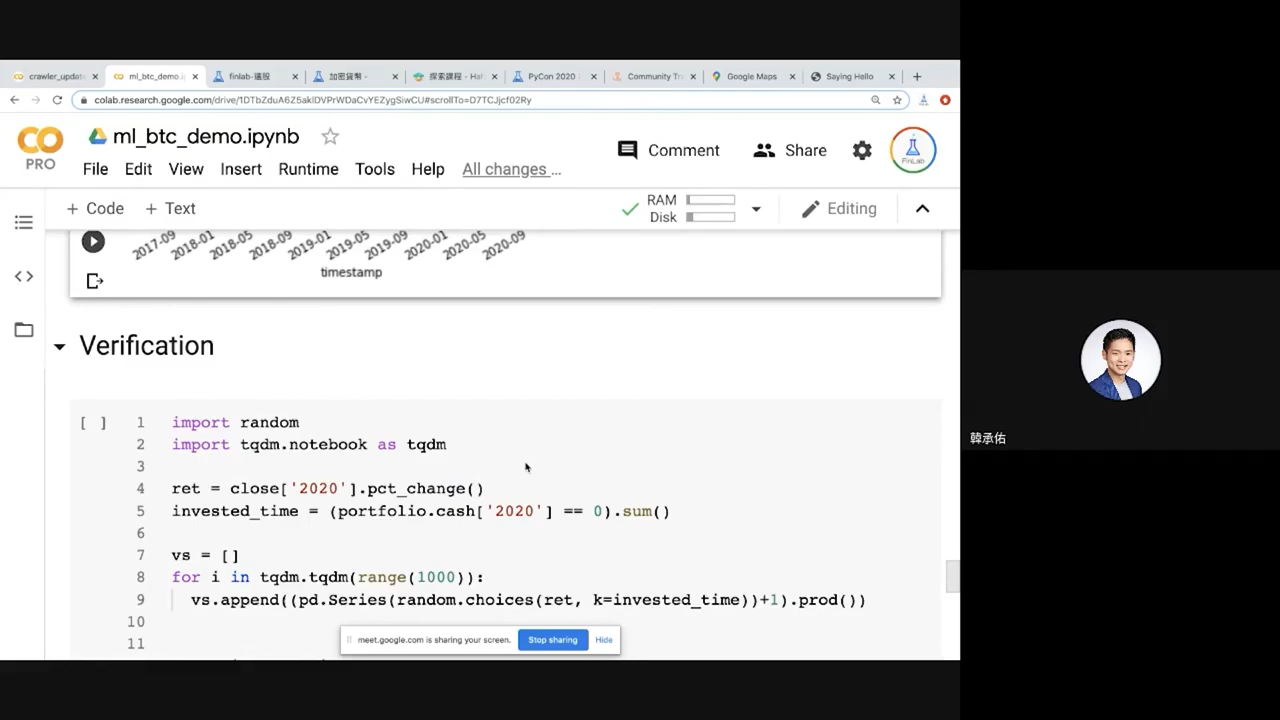 crawler_updat
ml_btc_demo.i
finlab-選股
加密貨幣 -
探索課程 - Hah
PyCon 2020
Community Tr
Google Maps
Saying Hello
colab.research.google.com/drive/1DTbZduA6Z5aklDVPrWDaCvYEZygSiwCU#scrollTo=D7TCJjcf02Ry
PRO
ml_btc_demo.ipynb
File Edit View Insert Runtime Tools Help All changes …
Comment
Share
FinLab
+ Code + Text
RAM
Disk
Editing
2017-09 2018-01 2018-05 2018-09 2019-01 2019-05 2019-09 2020-01 2020-05 2020-09
timestamp
Verification
[ ]
1 import random
2 import tqdm.notebook as tqdm
3
4 ret = close['2020'].pct_change()
5 invested_time = (portfolio.cash['2020'] == 0).sum()
6
7 vs = []
8 for i in tqdm.tqdm(range(1000)):
9 vs.append((pd.Series(random.choices(ret, k=invested_time))+1).prod())
10
11
meet.google.com is sharing your screen. Stop sharing Hide
韓承佑